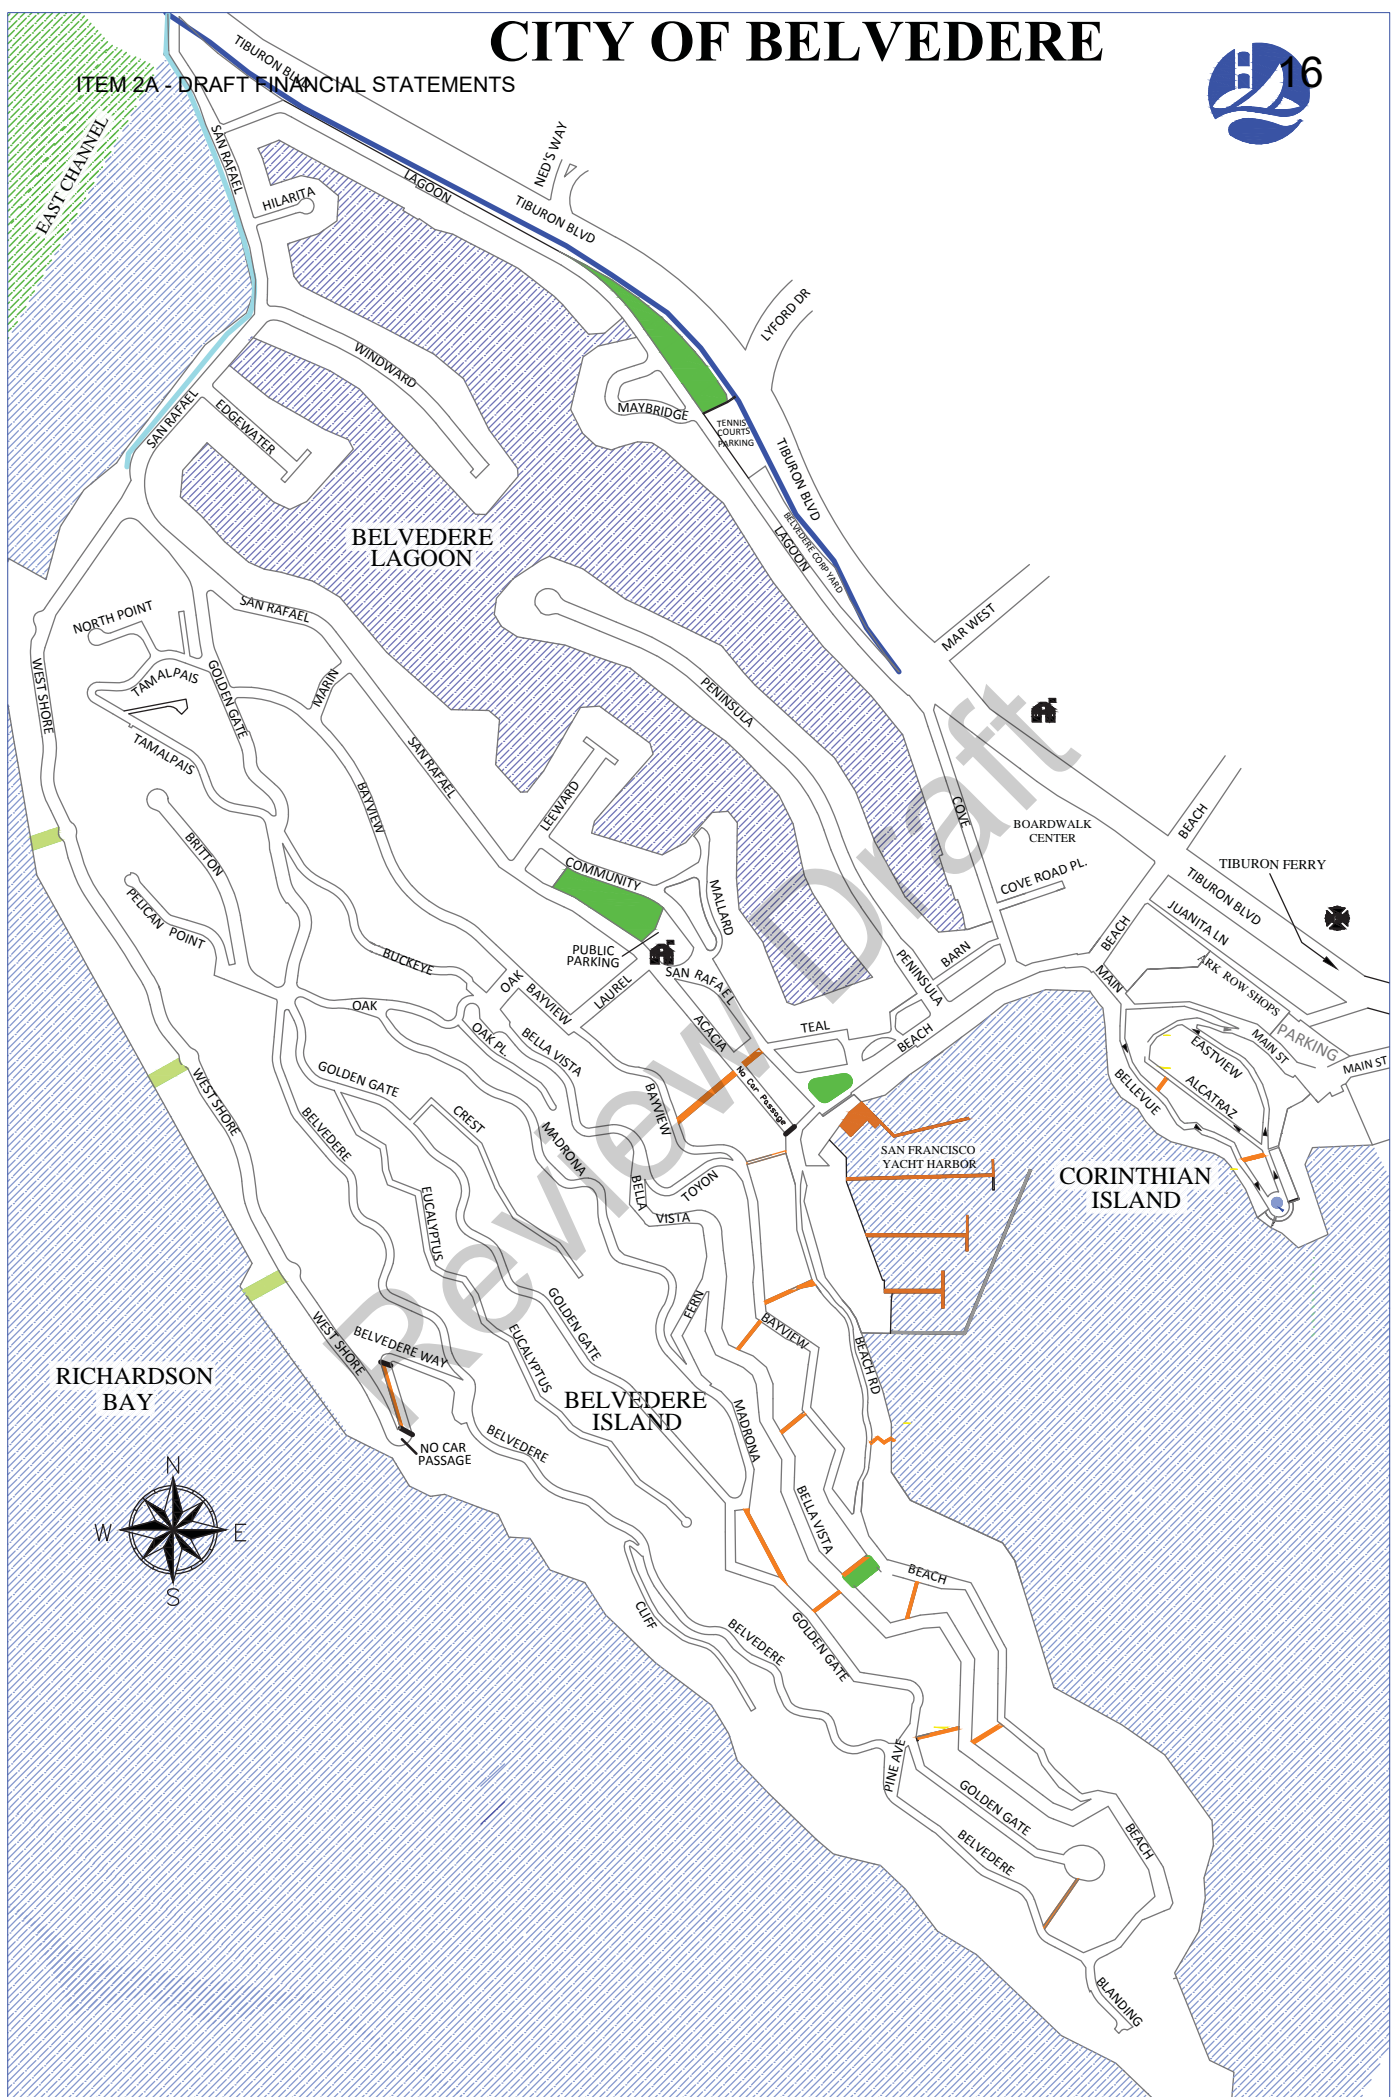 CITY OF BELVEDERE
16
ITEM 2A - DRAFT FINANCIAL STATEMENTS
TIBURON BLVD
EAST CHANNEL
SAN RAFAEL
HILARITA
LAGOON
NED'S WAY
TIBURON BLVD
LYFORD DR
WINDWARD
SAN RAFAEL
EDGEWATER
MAYBRIDGE
TENNIS
COURTS
PARKING
TIBURON BLVD
BELVEDERE CORP YARD
LAGOON
BELVEDERE
LAGOON
MAR WEST
NORTH POINT
SAN RAFAEL
WEST SHORE
TAMALPAIS
GOLDEN GATE
MARIN
PENINSULA
TAMALPAIS
SAN RAFAEL
BAYVIEW
LEEWARD
COVE
BOARDWALK
CENTER
BEACH
BRITTON
COMMUNITY
COVE ROAD PL.
TIBURON FERRY
TIBURON BLVD
MALLARD
PELICAN POINT
JUANITA LN
BEACH
PUBLIC
PARKING
BUCKEYE
OAK
BAYVIEW
LAUREL
SAN RAFAEL
PENINSULA
BARN
MAIN
ARK ROW SHOPS
OAK
OAK PL.
BELLA VISTA
ACACIA
TEAL
BEACH
PARKING
MAIN ST
MAIN ST
EASTVIEW
ALCATRAZ
BELLEVUE
GOLDEN GATE
WEST SHORE
BELVEDERE
CREST
MADRONA
BAYVIEW
No Car Passage
SAN FRANCISCO
YACHT HARBOR
CORINTHIAN
ISLAND
EUCALYPTUS
BELLA
VISTA
TOYON
FERN
GOLDEN GATE
BAYVIEW
BEACH RD
WEST SHORE
BELVEDERE WAY
EUCALYPTUS
RICHARDSON
BAY
BELVEDERE
ISLAND
MADRONA
BELVEDERE
NO CAR
PASSAGE
N
W
E
S
BELLA VISTA
BEACH
CLIFF
BELVEDERE
GOLDEN GATE
PINE AVE
GOLDEN GATE
BELVEDERE
BEACH
BLANDING
Review Draft